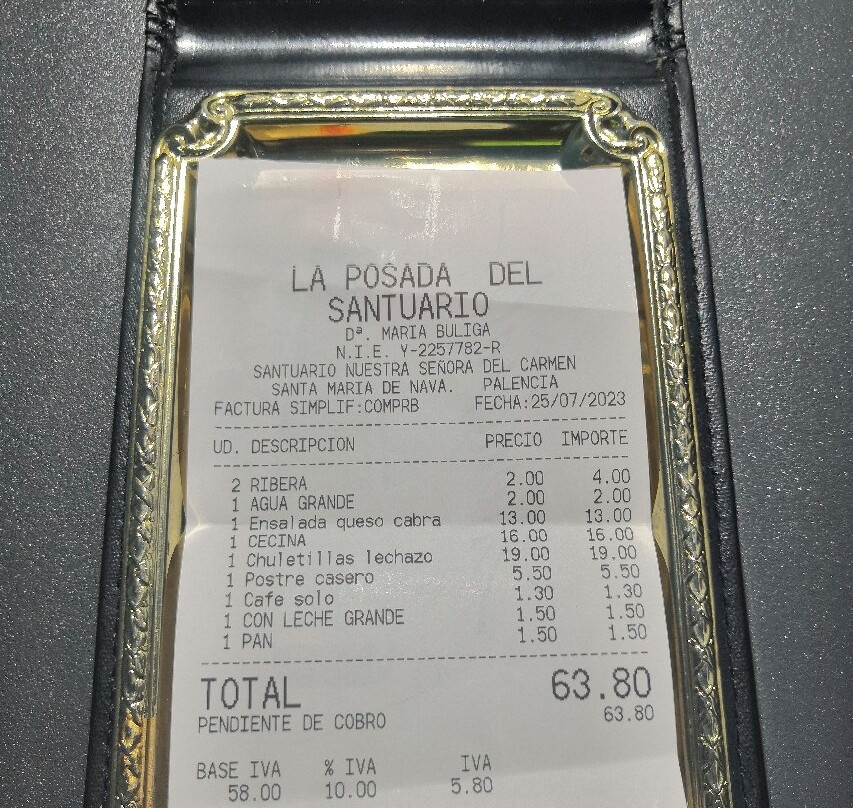 LA POSADA DEL
SANTUARIO
Dª. MARIA BULIGA
N.I.E. Y-2257782-R
SANTUARIO NUESTRA SEÑORA DEL CARMEN
SANTA MARIA DE NAVA. PALENCIA
FACTURA SIMPLIF:COMPRB FECHA:25/07/2023
UD. DESCRIPCION PRECIO IMPORTE
2 RIBERA 2.00 4.00
1 AGUA GRANDE 2.00 2.00
1 Ensalada queso cabra 13.00 13.00
1 CECINA 16.00 16.00
1 Chuletillas lechazo 19.00 19.00
1 Postre casero 5.50 5.50
1 Cafe solo 1.30 1.30
1 CON LECHE GRANDE 1.50 1.50
1 PAN 1.50 1.50
TOTAL 63.80
PENDIENTE DE COBRO 63.80
BASE IVA % IVA IVA
58.00 10.00 5.80